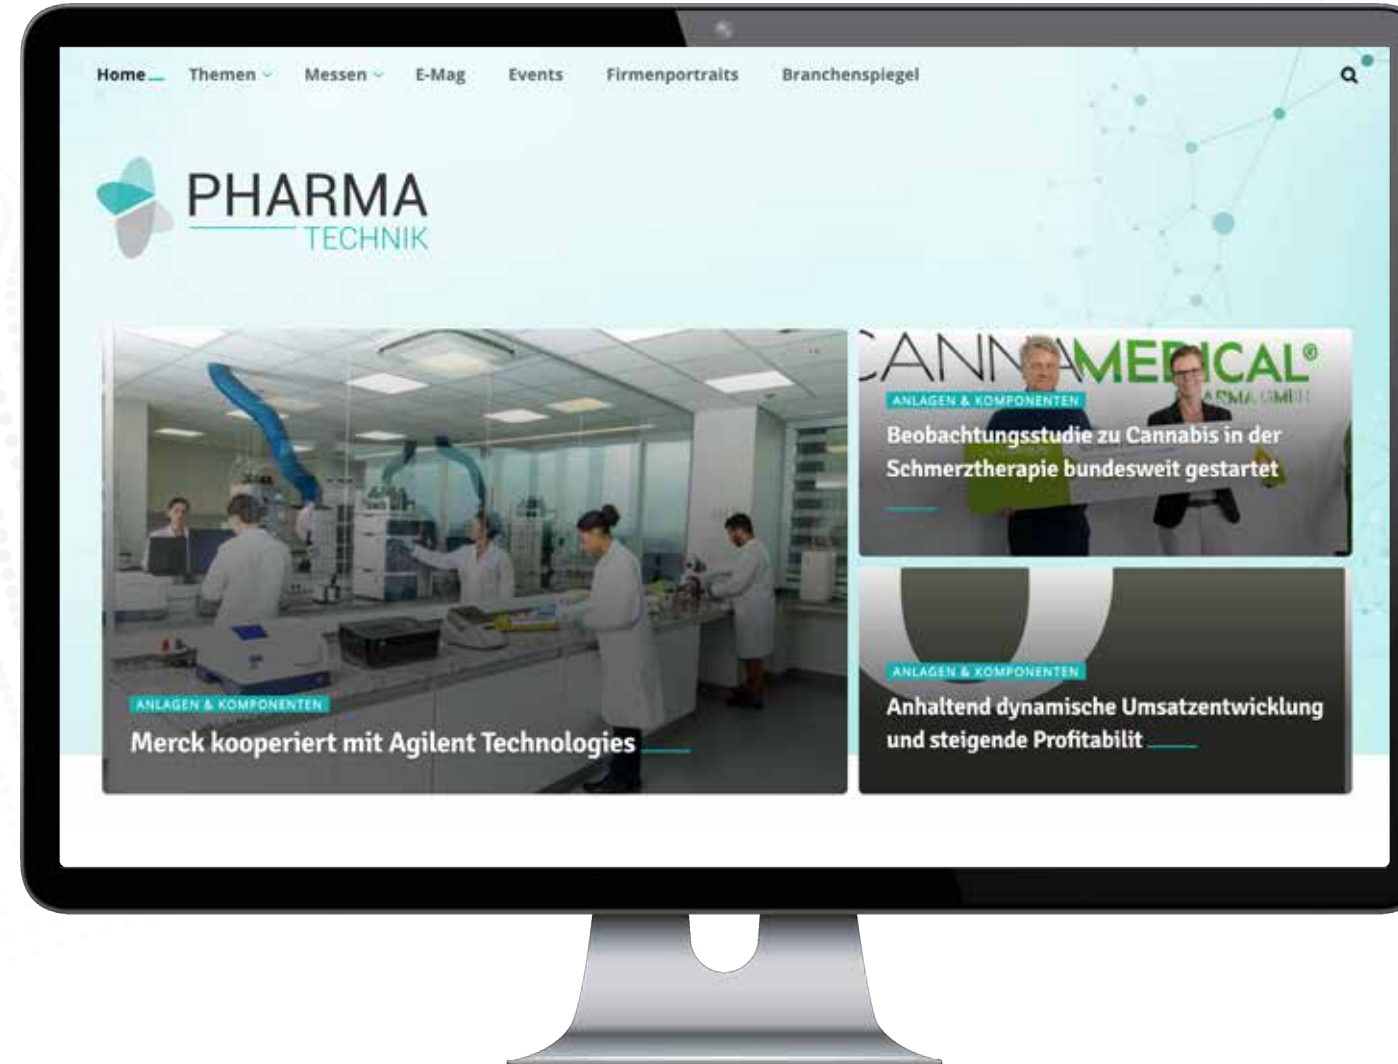 Home Themen Messen E-Mag Events Firmenportraits Branchenspiegel
PHARMA
TECHNIK
ANLAGEN & KOMPONENTEN
Merck kooperiert mit Agilent Technologies
CANNAMEDICAL®
GMBH
ANLAGEN & KOMPONENTEN
Beobachtungsstudie zu Cannabis in der
Schmerztherapie bundesweit gestartet
ANLAGEN & KOMPONENTEN
Anhaltend dynamische Umsatzentwicklung
und steigende Profitabilit